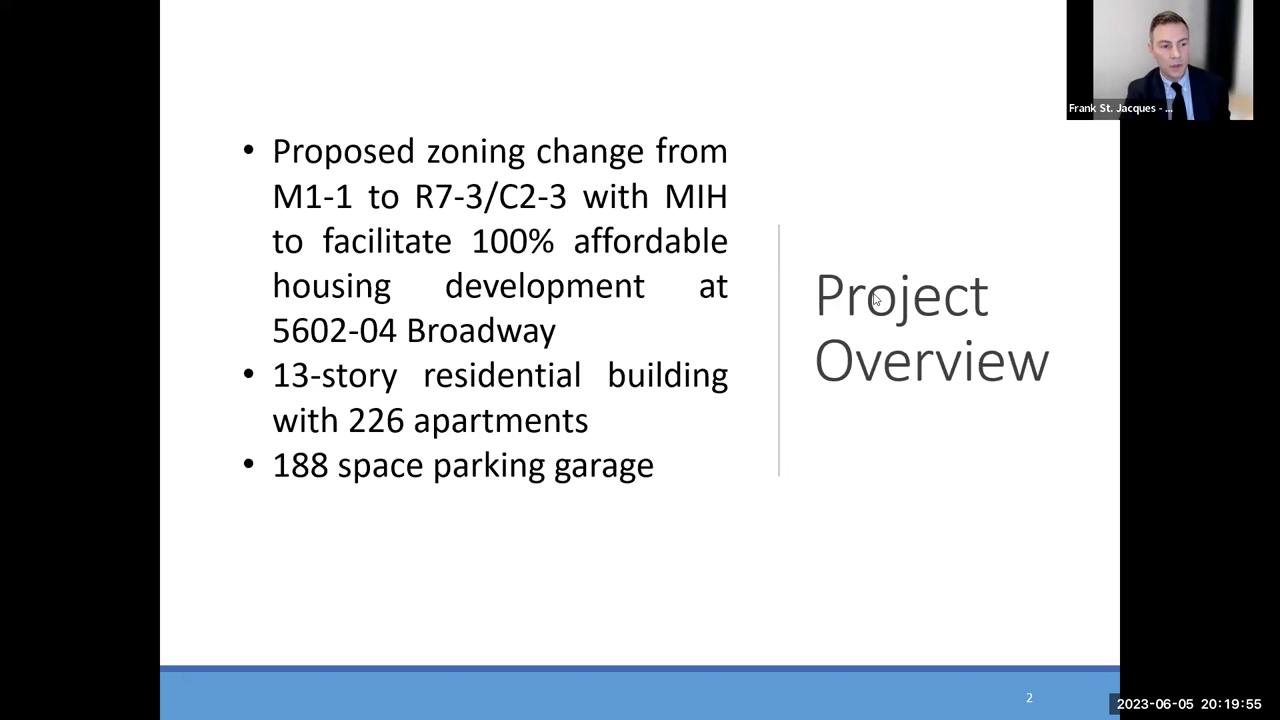 Frank St. Jacques - ...
• Proposed zoning change from
M1-1 to R7-3/C2-3 with MIH
to facilitate 100% affordable
housing development at
5602-04 Broadway
• 13-story residential building
with 226 apartments
• 188 space parking garage
Project
Overview
2
2023-06-05 20:19:55